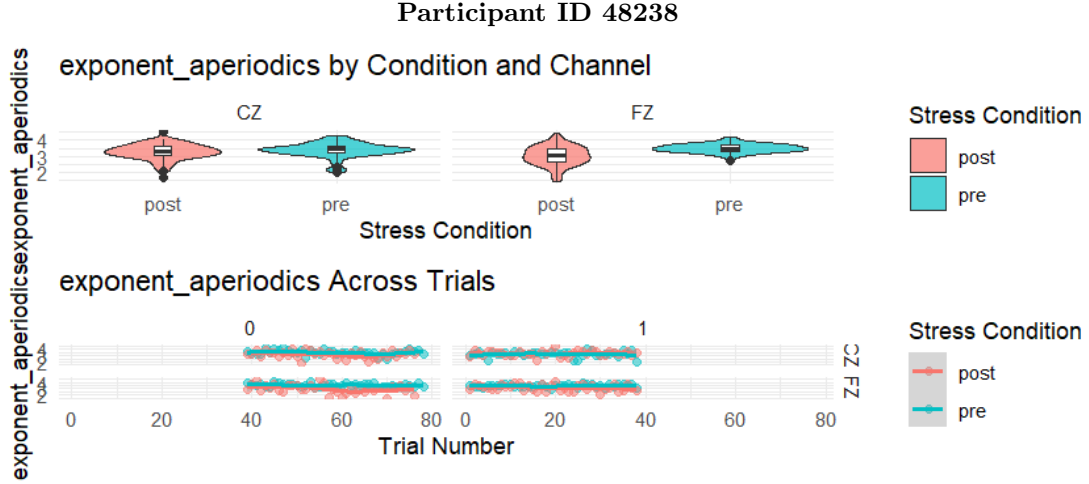 Participant ID 48238
exponent_aperiodics by Condition and Channel
exponent_aperiodics
CZ
FZ
4
3
2
post
pre
post
pre
Stress Condition
Stress Condition
post
pre
exponent_aperiodics Across Trials
exponent_aperiodics
0
1
4
2
CZ
4
2
FZ
0
20
40
60
80
0
20
40
60
80
Trial Number
Stress Condition
post
pre